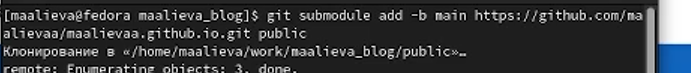 [maalieva@fedora maalieva_blog]$ git submodule add -b main https://github.com/ma
alievaa/maalievaa.github.io.git public
Клонирование в «/home/maalieva/work/maalieva_blog/public»…
remote: Enumerating objects: 3, done.